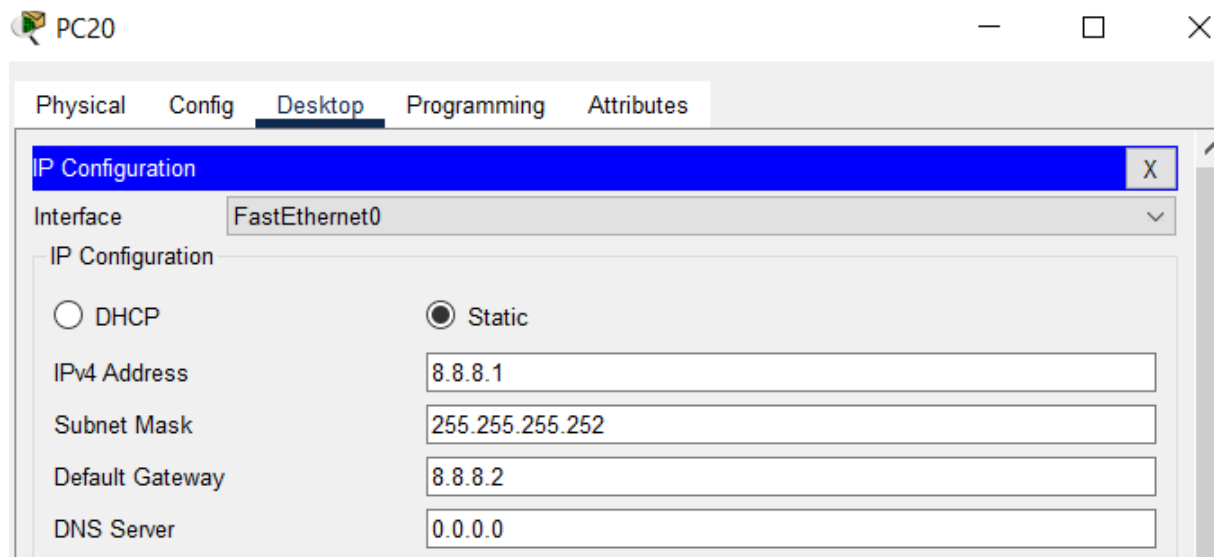 PC20
Physical Config Desktop Programming Attributes
IP Configuration X
Interface FastEthernet0
IP Configuration
DHCP Static
IPv4 Address 8.8.8.1
Subnet Mask 255.255.255.252
Default Gateway 8.8.8.2
DNS Server 0.0.0.0